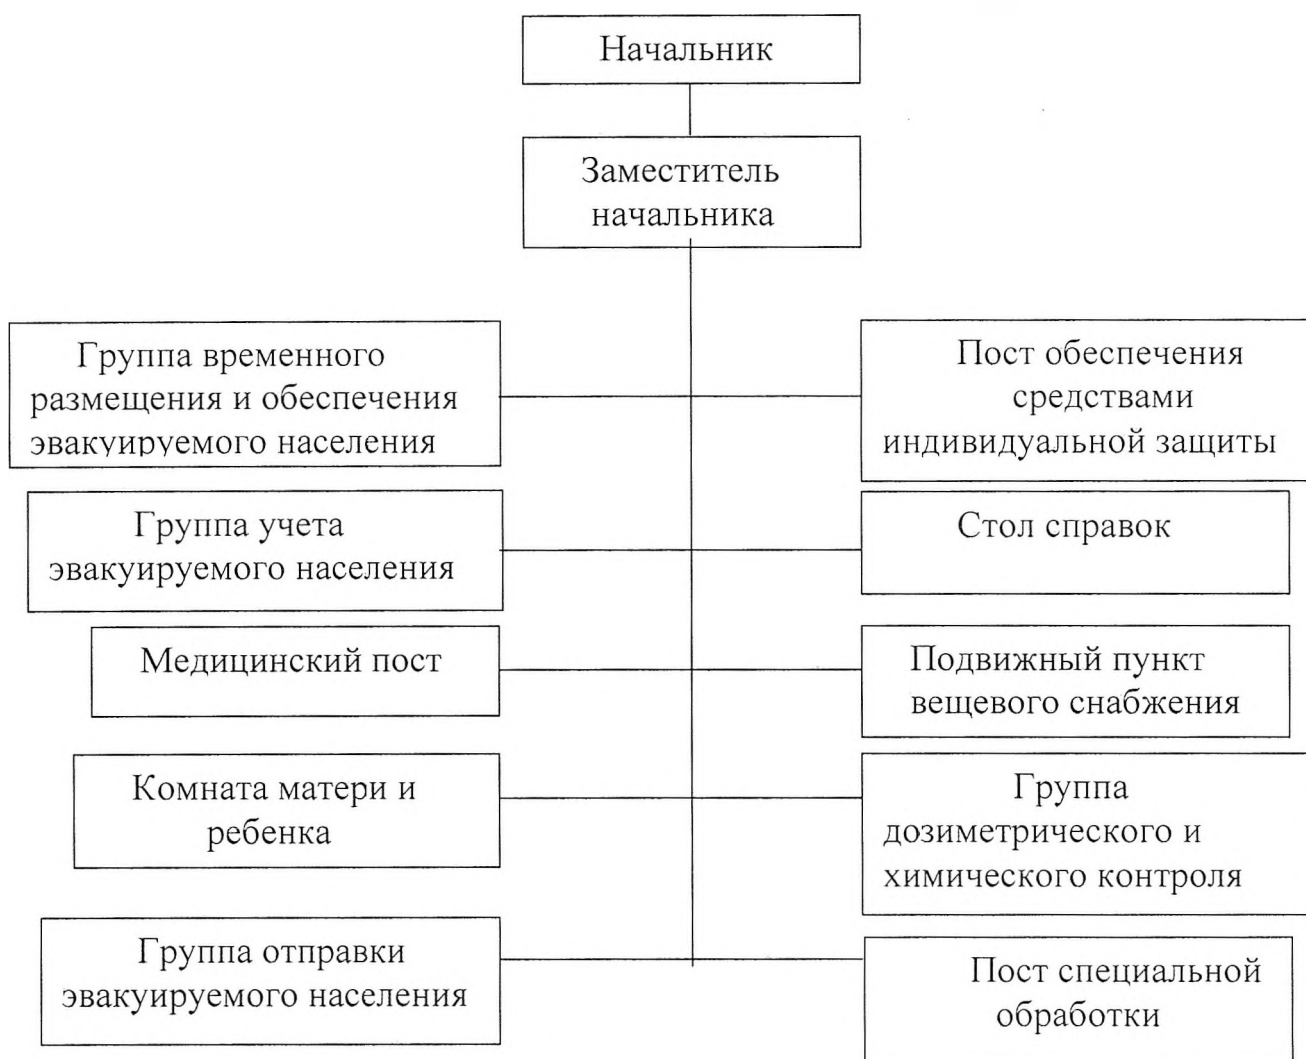 Начальник
Заместитель
начальника
Группа временного
размещения и обеспечения
эвакуируемого населения
Пост обеспечения
средствами
индивидуальной защиты
Группа учета
эвакуируемого населения
Стол справок
Медицинский пост
Подвижный пункт
вещевого снабжения
Комната матери и
ребенка
Группа
дозиметрического и
химического контроля
Группа отправки
эвакуируемого населения
Пост специальной
обработки